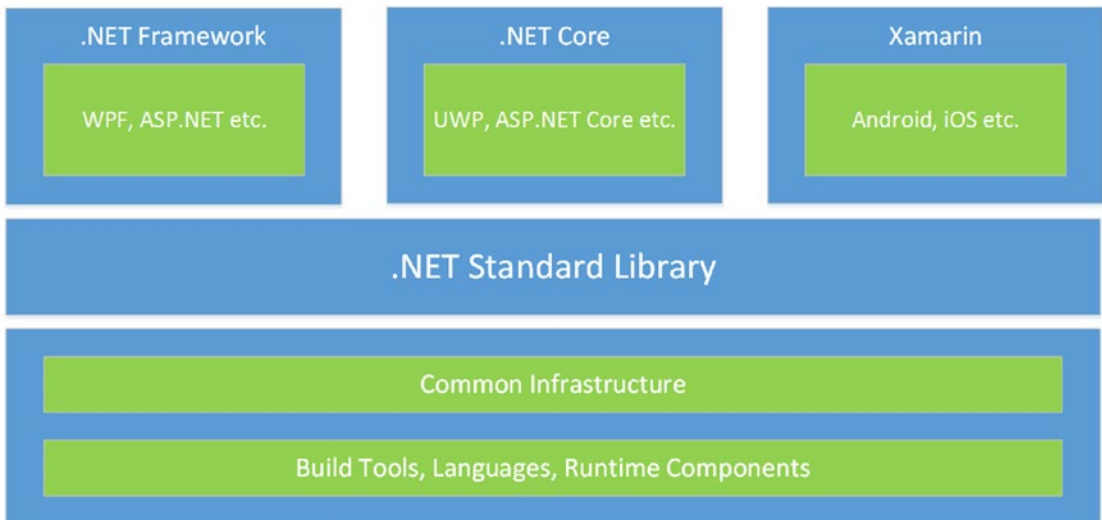 .NET Framework
WPF, ASP.NET etc.
.NET Core
UWP, ASP.NET Core etc.
Xamarin
Android, iOS etc.
.NET Standard Library
Common Infrastructure
Build Tools, Languages, Runtime Components